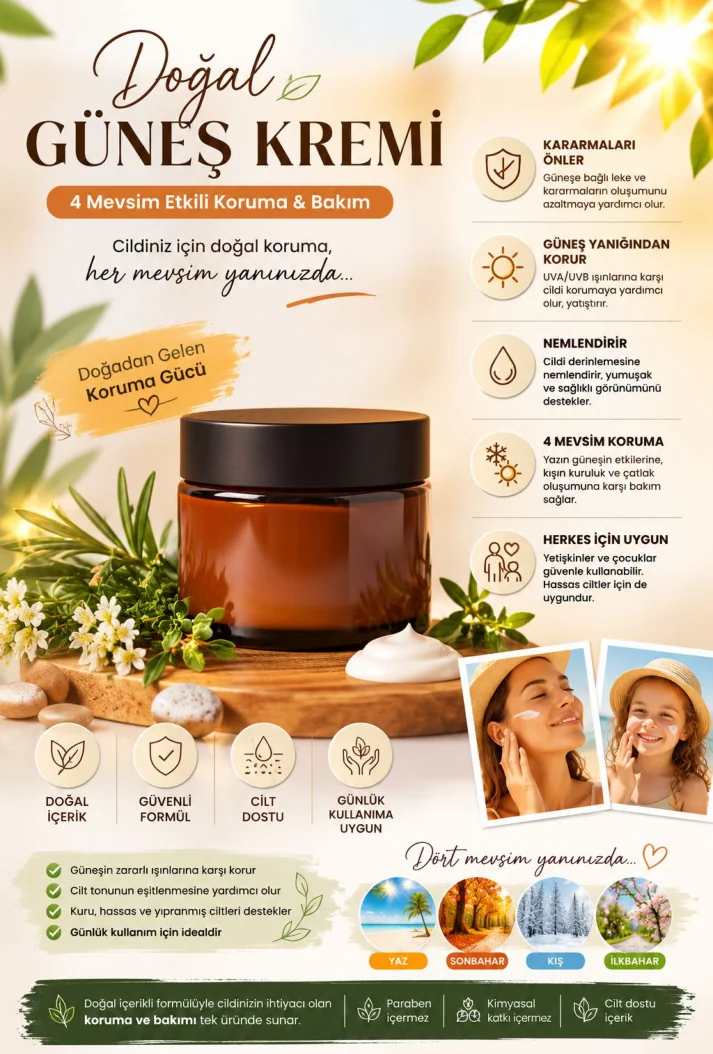 Doğal
GÜNEŞ KREMİ
4 Mevsim Etkili Koruma & Bakım
Cildiniz için doğal koruma,
her mevsim yanınızda...
Doğadan Gelen
Koruma Gücü
KARARMALARI
ÖNLER
Güneşe bağlı leke ve
kararmaların oluşumunu
azaltmaya yardımcı olur.
GÜNEŞ YANIĞINDAN
KORUR
UVA/UVB ışınlarına karşı
cildi korumaya yardımcı
olur, yatıştırır.
NEMLENDİRİR
Cildi derinlemesine
nemlendirir, yumuşak
ve sağlıklı görünümünü
destekler.
4 MEVSİM KORUMA
Yazın güneşin etkilerine,
kışın kuruluk ve çatlak
oluşumuna karşı bakım
sağlar.
HERKES İÇİN UYGUN
Yetişkinler ve çocuklar
güvenle kullanabilir.
Hassas ciltler için de
uygundur.
DOĞAL
İÇERİK
GÜVENLİ
FORMÜL
CİLT
DOSTU
GÜNLÜK
KULLANIMA
UYGUN
Güneşin zararlı ışınlarına karşı korur
Cilt tonunun eşitlenmesine yardımcı olur
Kuru, hassas ve yıpranmış ciltleri destekler
Günlük kullanım için idealdir
Dört mevsim yanınızda...
YAZ
SONBAHAR
KIŞ
İLKBAHAR
Doğal içerikli formülüyle cildinizin ihtiyacı olan
koruma ve bakımı tek üründe sunar.
Paraben
içermez
Kimyasal
katkı içermez
Cilt dostu
içerik